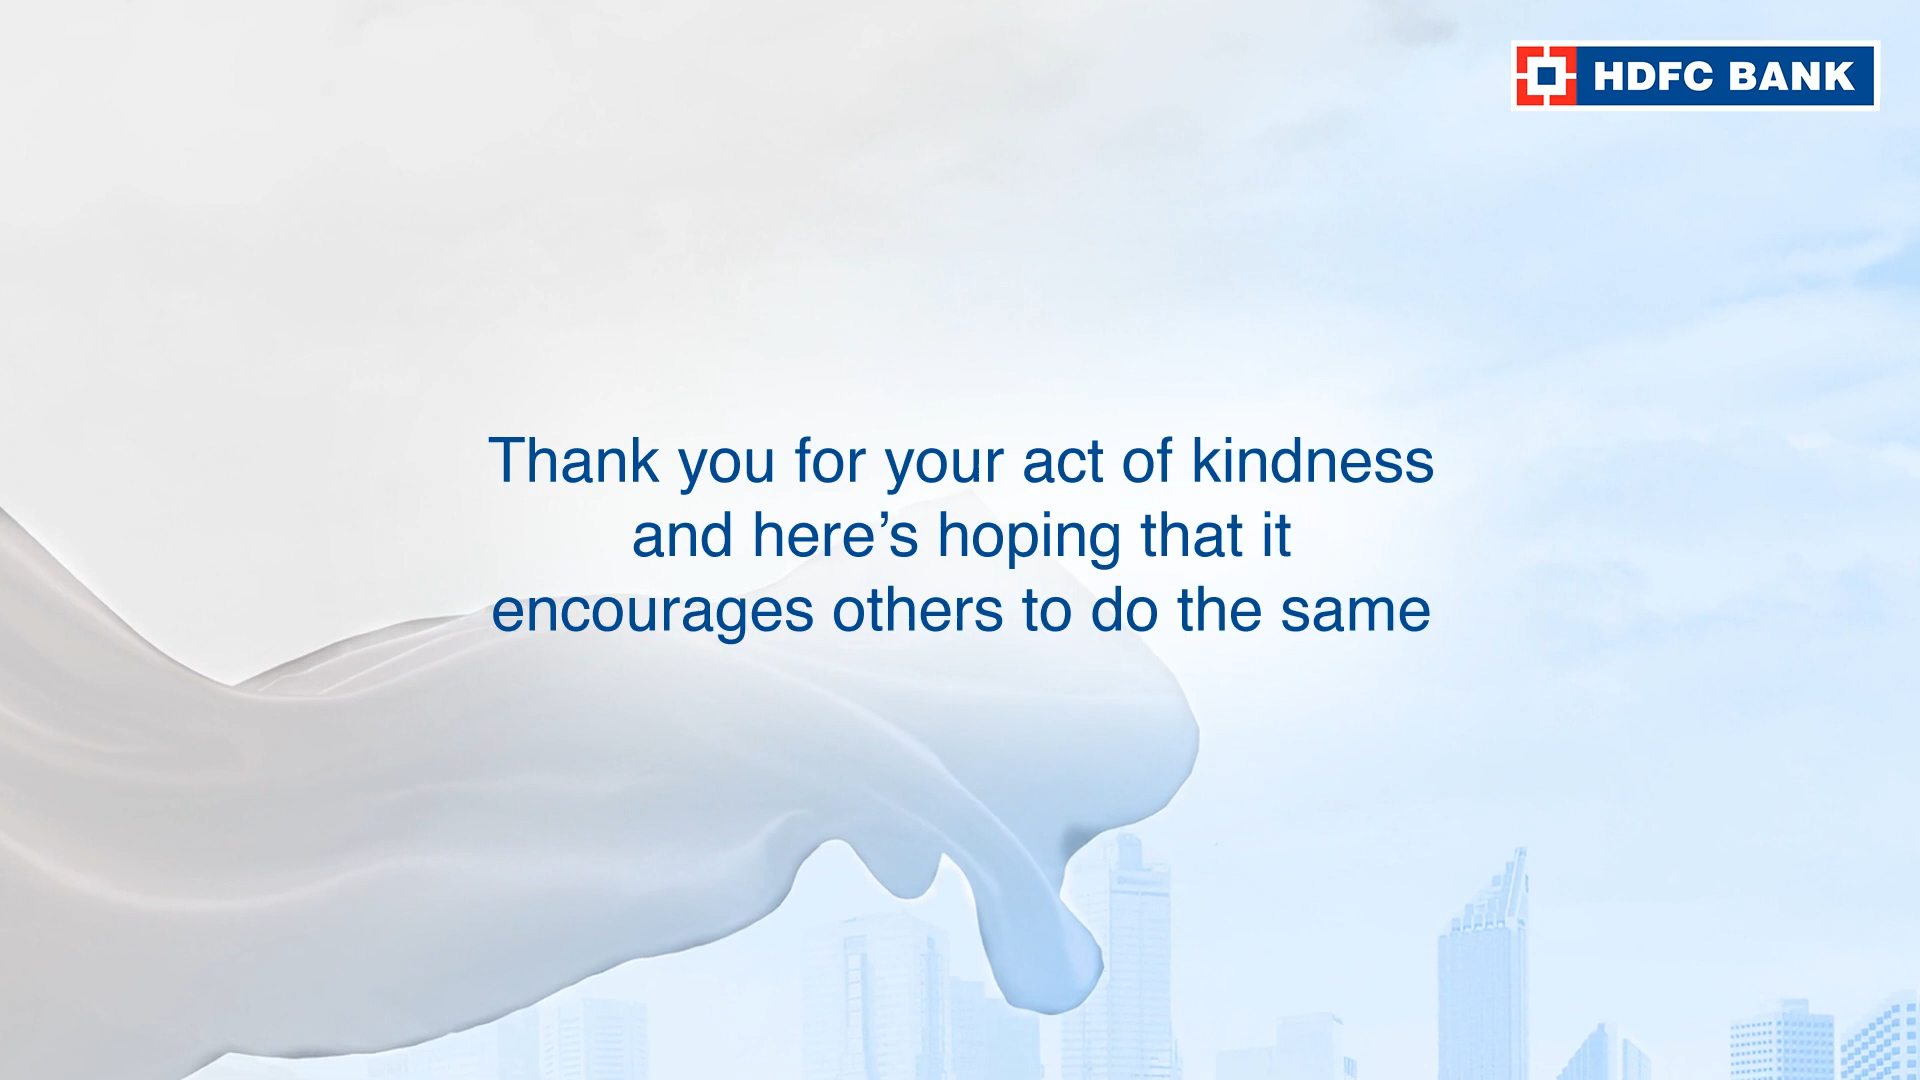 HDFC BANK
Thank you for your act of kindness
and here’s hoping that it
encourages others to do the same